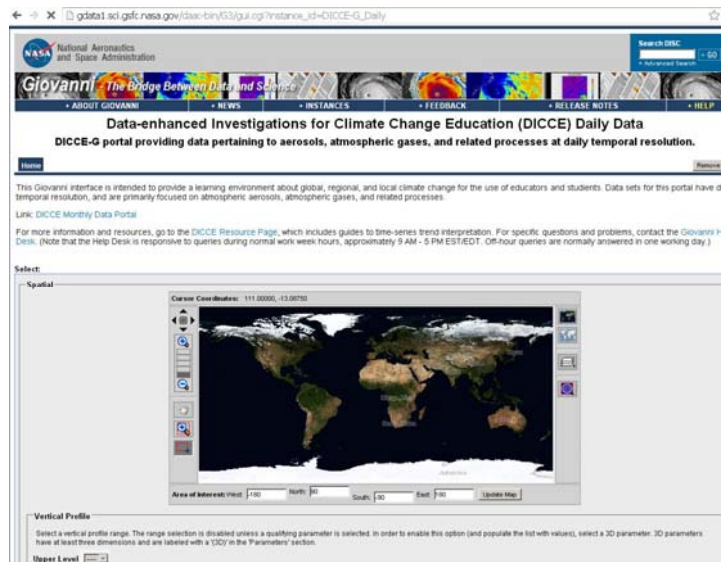 gdata1.sci.gsfc.nasa.gov/daac-bin/G3/gui.cgi?instance_id=DICCE-G_Daily
NASA
National Aeronautics
and Space Administration
Search DISC
GO
+ Advanced Search
Giovanni - The Bridge Between Data and Science
+ ABOUT GIOVANNI + NEWS + INSTANCES + FEEDBACK + RELEASE NOTES + HELP
Data-enhanced Investigations for Climate Change Education (DICCE) Daily Data
DICCE-G portal providing data pertaining to aerosols, atmospheric gases, and related processes at daily temporal resolution.
Home
Remove
This Giovanni interface is intended to provide a learning environment about global, regional, and local climate change for the use of educators and students. Data sets for this portal have d
temporal resolution, and are primarily focused on atmospheric aerosols, atmospheric gases, and related processes.
Link: DICCE Monthly Data Portal
For more information and resources, go to the DICCE Resource Page, which includes guides to time-series trend interpretation. For specific questions and problems, contact the Giovanni H
Desk. (Note that the Help Desk is responsive to queries during normal work week hours, approximately 9 AM - 5 PM EST/EDT. Off-hour queries are normally answered in one working day.)
Select:
Spatial
Cursor Coordinates: 111.00000, -13.08750
Antarctica
Area of Interest: West: -180 North: 90 South: -90 East: 180 Update Map
Vertical Profile
Select a vertical profile range. The range selection is disabled unless a qualifying parameter is selected. In order to enable this option (and populate the list with values), select a 3D parameter. 3D parameters
have at least three dimensions and are labeled with a '(3D)' in the 'Parameters' section.
Upper Level